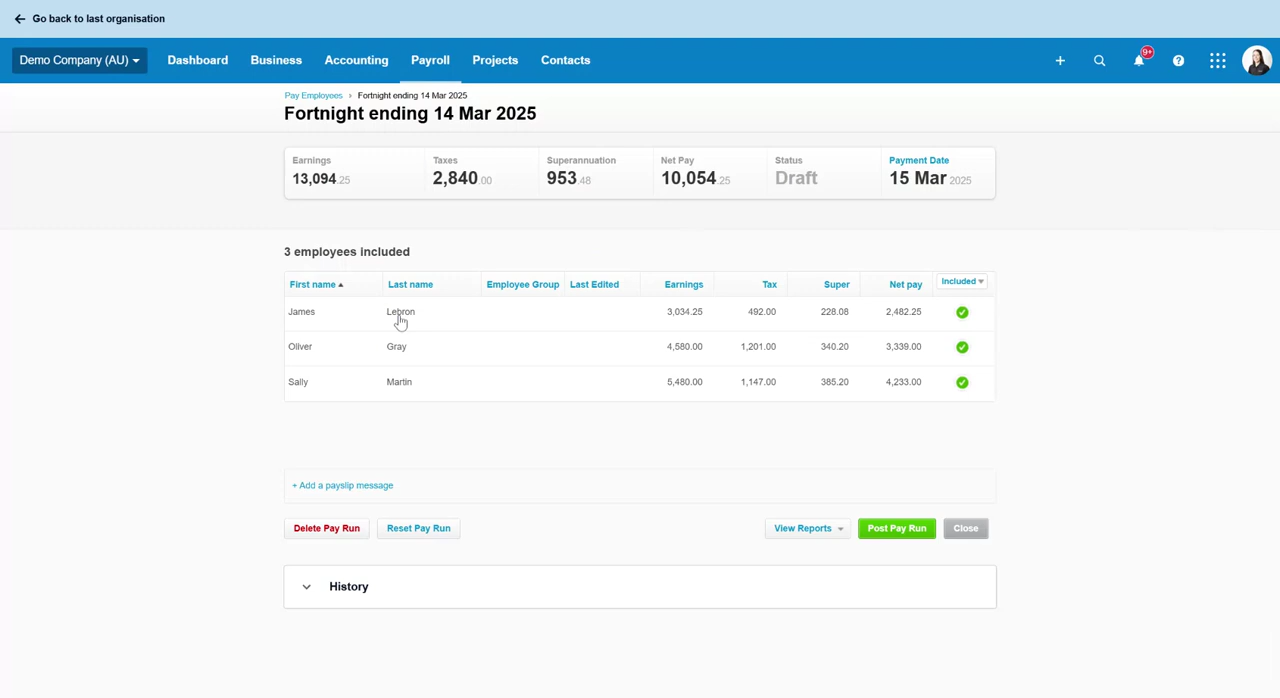 Go back to last organisation
Demo Company (AU) Dashboard Business Accounting Payroll Projects Contacts 9+ ?
Pay Employees › Fortnight ending 14 Mar 2025
Fortnight ending 14 Mar 2025
Earnings Taxes Superannuation Net Pay Status Payment Date
13,094.25 2,840.00 953.48 10,054.25 Draft 15 Mar 2025
3 employees included
First name Last name Employee Group Last Edited Earnings Tax Super Net pay Included
James Lebron 3,034.25 492.00 228.08 2,482.25
Oliver Gray 4,580.00 1,201.00 340.20 3,339.00
Sally Martin 5,480.00 1,147.00 385.20 4,233.00
+ Add a payslip message
Delete Pay Run Reset Pay Run View Reports Post Pay Run Close
History